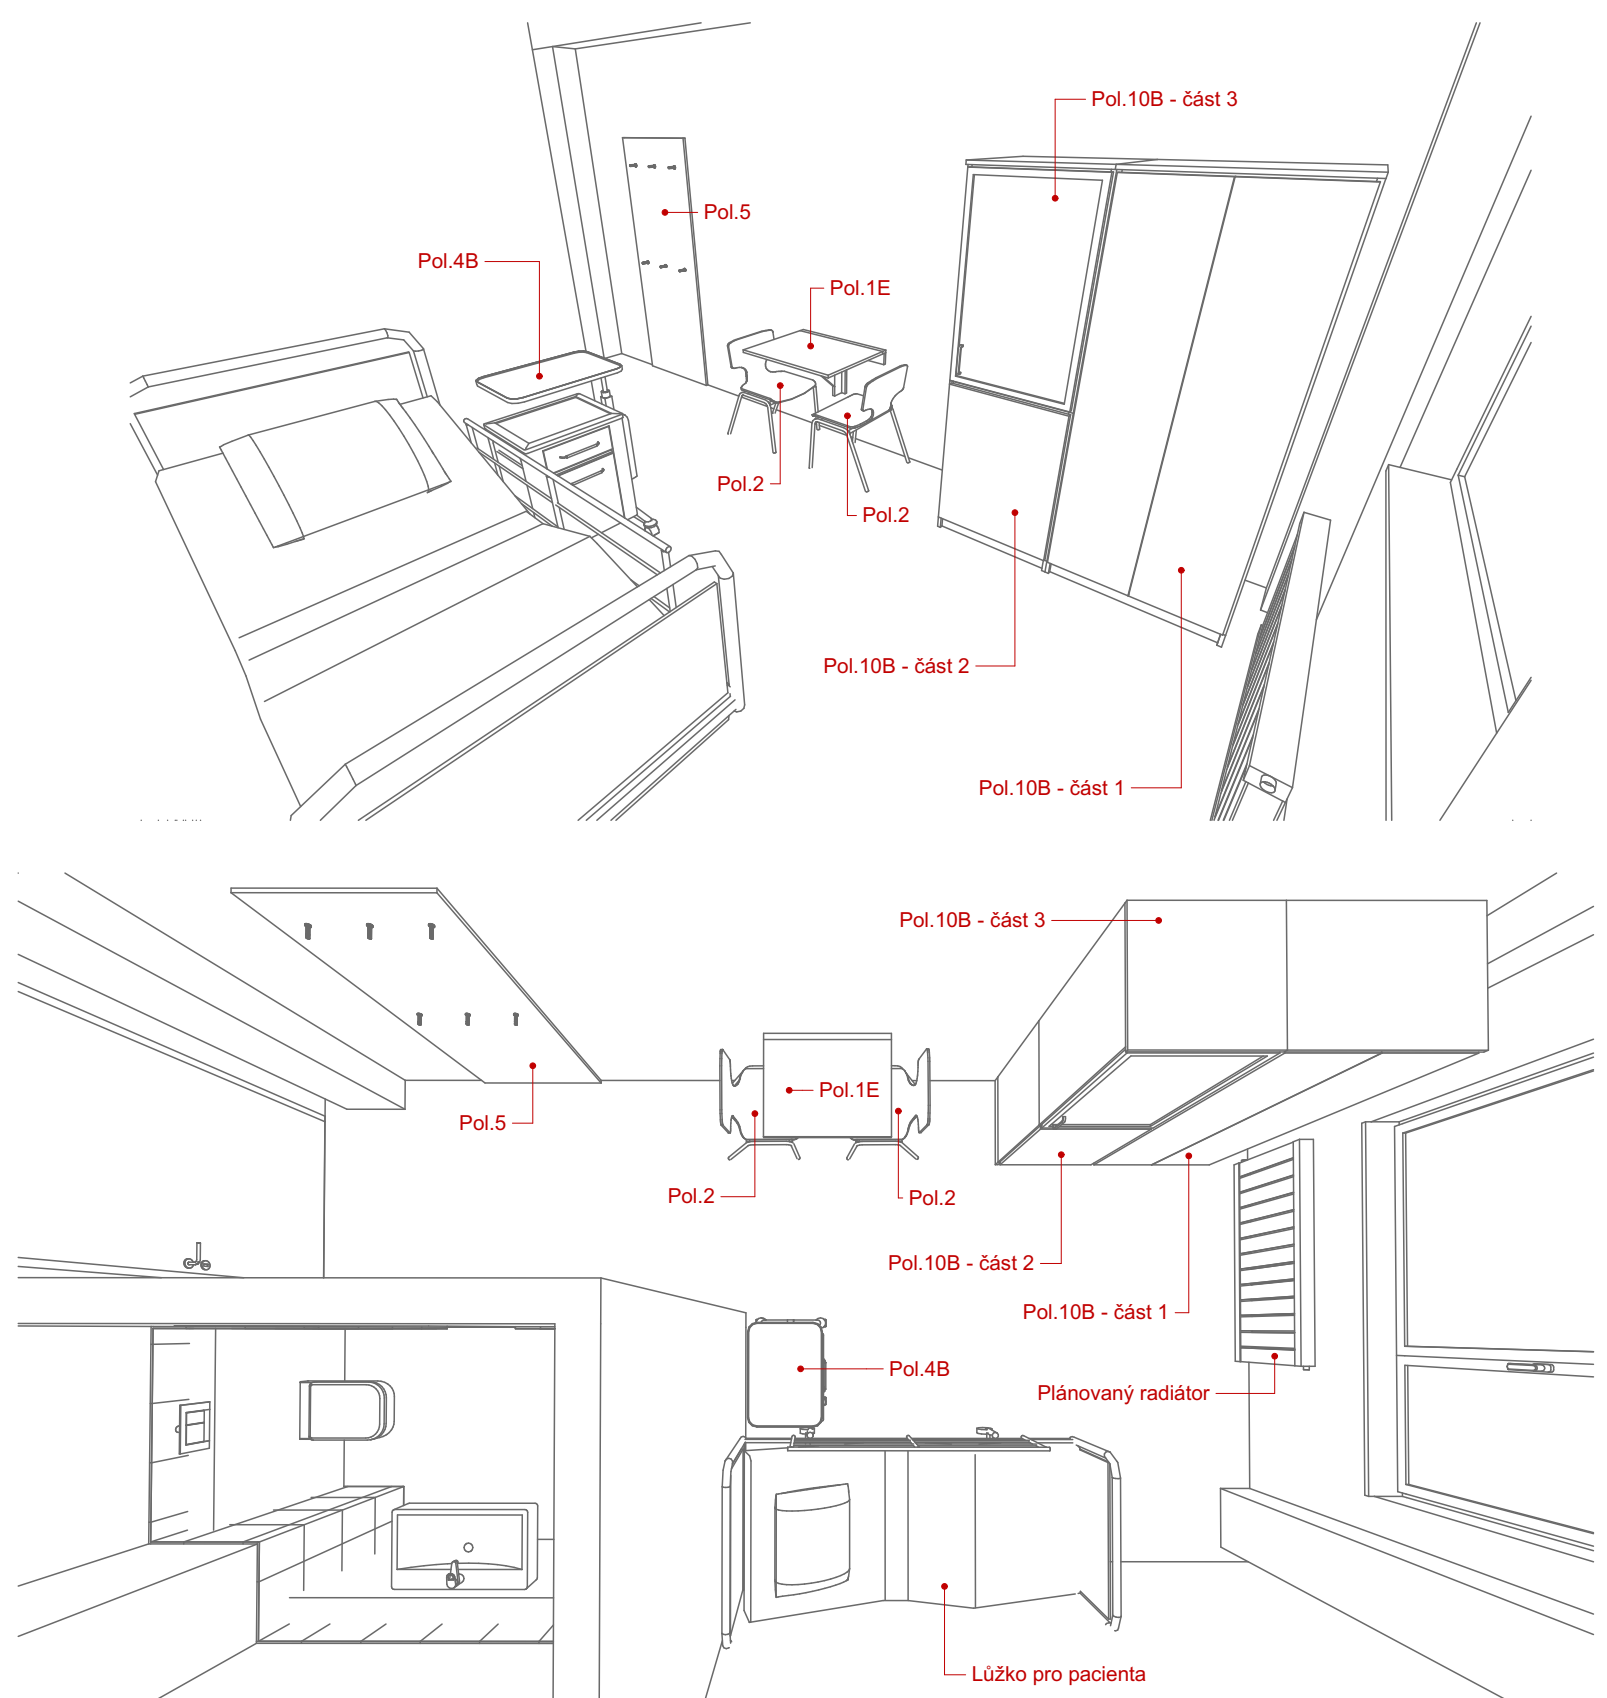 Pol.10B - část 3
Pol.5
Pol.4B
Pol.1E
Pol.2
Pol.2
Pol.10B - část 2
Pol.10B - část 1
Pol.10B - část 3
Pol.1E
Pol.5
Pol.2
Pol.2
Pol.10B - část 2
Pol.10B - část 1
Pol.4B
Plánovaný radiátor
Lůžko pro pacienta